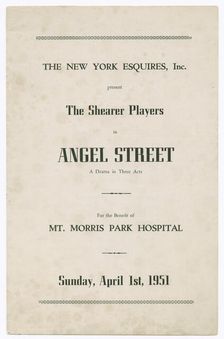 THE NEW YORK ESQUIRES, Inc.
present
The Shearer Players
in
ANGEL STREET
A Drama in Three Acts
For the Benefit of
MT. MORRIS PARK HOSPITAL
Sunday, April 1st, 1951